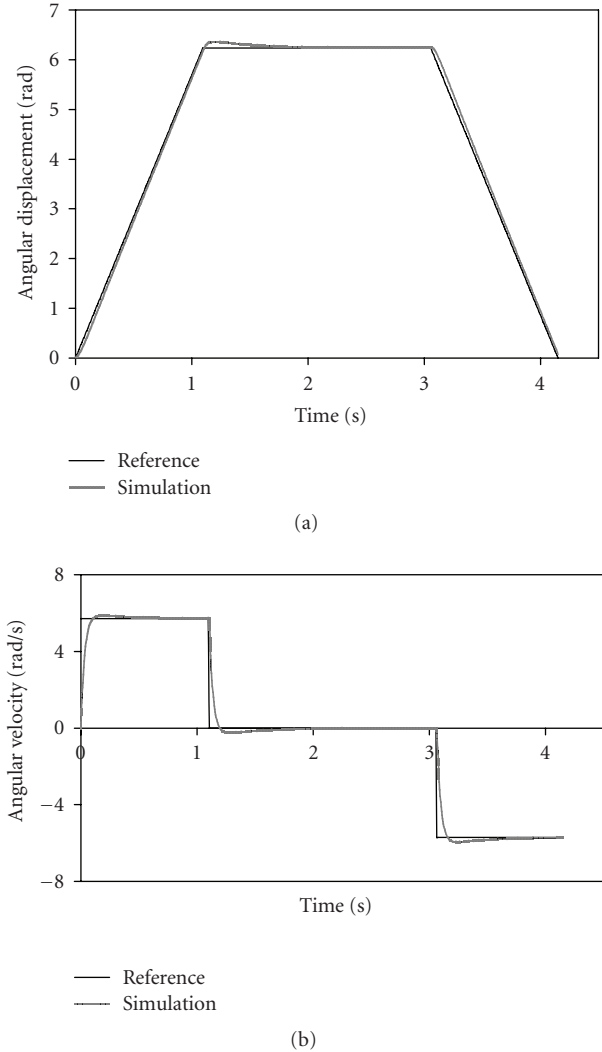 7
6
5
4
3
2
1
0
Angular displacement (rad)
0 1 2 3 4
Time (s)
Reference
Simulation
(a)
8
4
0
−4
−8
Angular velocity (rad/s)
0 1 2 3 4
Time (s)
Reference
Simulation
(b)